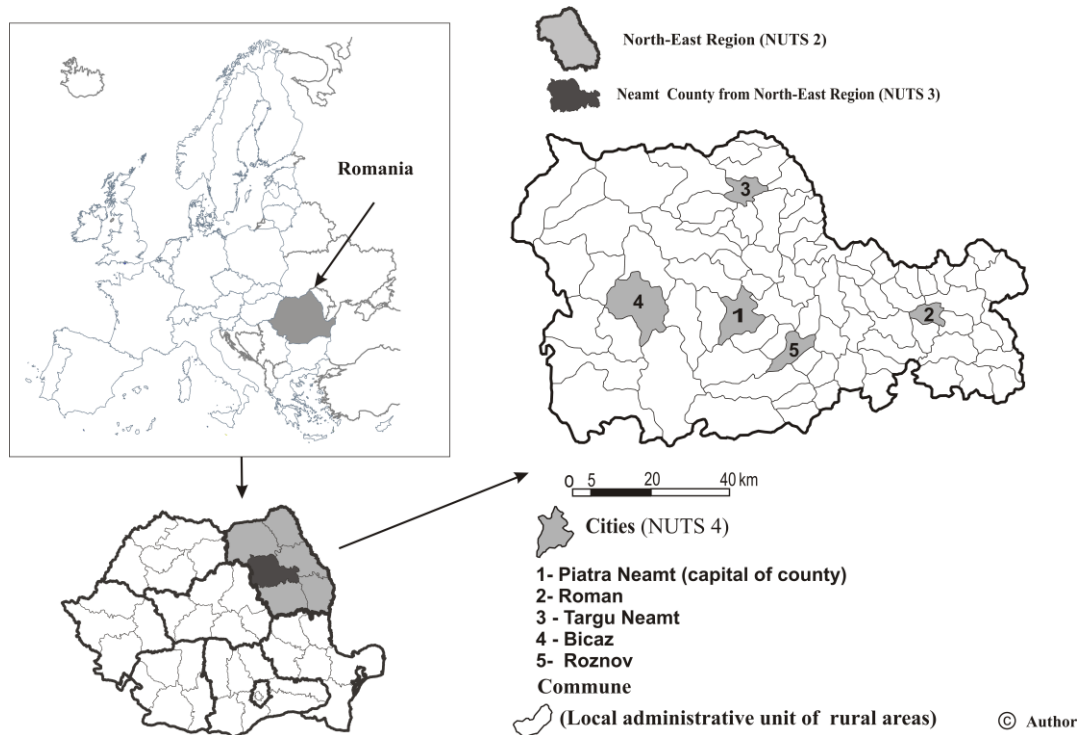 North-East Region (NUTS 2)
Neamt County from North-East Region (NUTS 3)
Romania
3
4
1
2
5
0 5 20 40 km
Cities (NUTS 4)
1- Piatra Neamt (capital of county)
2- Roman
3 - Targu Neamt
4 - Bicaz
5- Roznov
Commune
(Local administrative unit of rural areas)
© Author